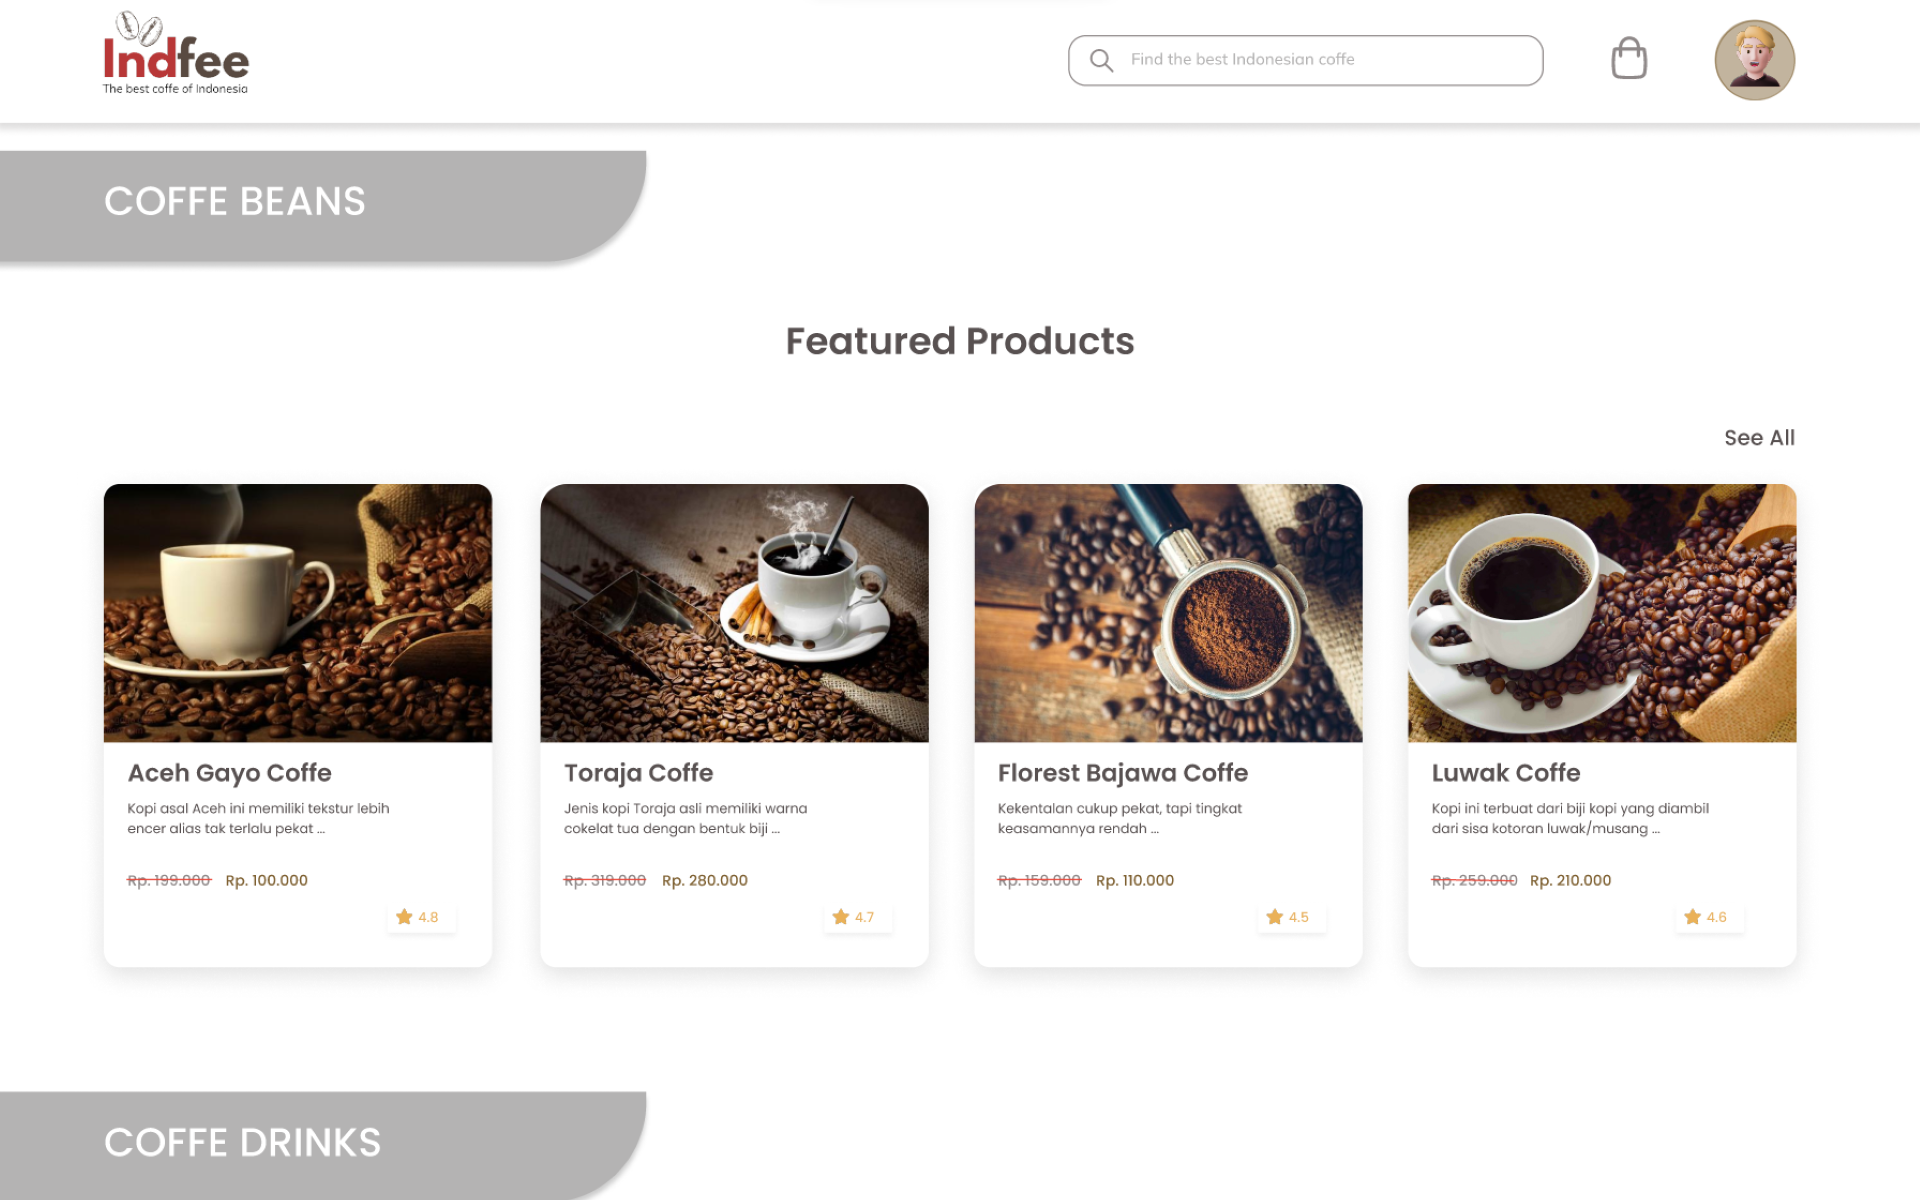 Indfee
The best coffe of Indonesia
Find the best Indonesian coffe
COFFE BEANS
Featured Products
See All
Aceh Gayo Coffe
Kopi asal Aceh ini memiliki tekstur lebih
encer alias tak terlalu pekat ...
Rp. 199.000 Rp. 100.000
4.8
Toraja Coffe
Jenis kopi Toraja asli memiliki warna
cokelat tua dengan bentuk biji ...
Rp. 319.000 Rp. 280.000
4.7
Florest Bajawa Coffe
Kekentalan cukup pekat, tapi tingkat
keasamannya rendah ...
Rp. 159.000 Rp. 110.000
4.5
Luwak Coffe
Kopi ini terbuat dari biji kopi yang diambil
dari sisa kotoran luwak/musang ...
Rp. 259.000 Rp. 210.000
4.6
COFFE DRINKS